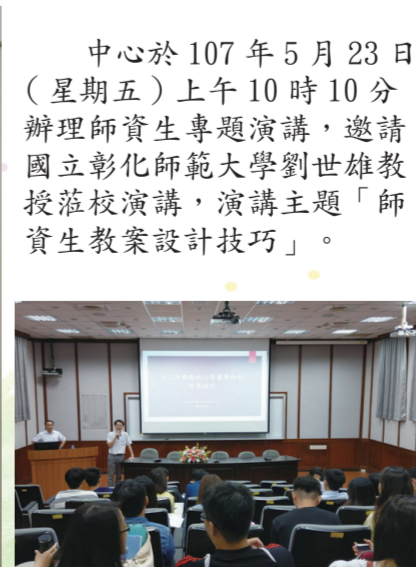 中心於 107 年 5 月 23 日
（星期五）上午 10 時 10 分
辦理師資生專題演講，邀請
國立彰化師範大學劉世雄教
授蒞校演講，演講主題「師
資生教案設計技巧」。